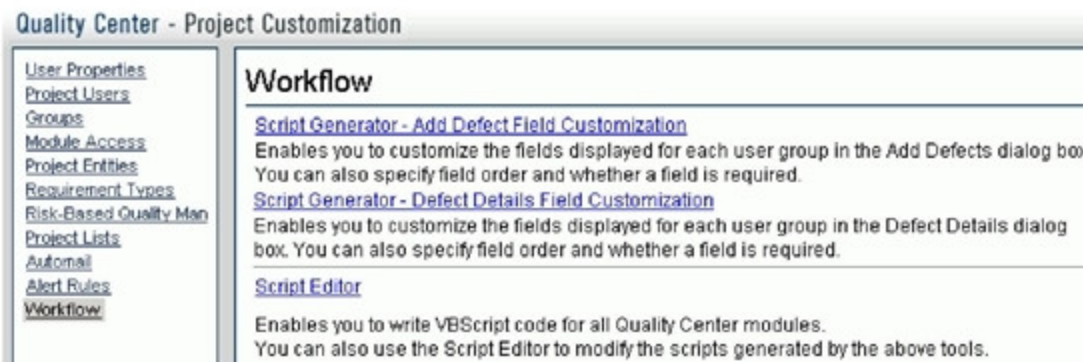 Quality Center - Project Customization
User Properties
Project Users
Groups
Module Access
Project Entities
Requirement Types
Risk-Based Quality Man
Project Lists
Automail
Alert Rules
Workflow
Workflow
Script Generator - Add Defect Field Customization
Enables you to customize the fields displayed for each user group in the Add Defects dialog box
You can also specify field order and whether a field is required.
Script Generator - Defect Details Field Customization
Enables you to customize the fields displayed for each user group in the Defect Details dialog
box. You can also specify field order and whether a field is required.
Script Editor
Enables you to write VBScript code for all Quality Center modules.
You can also use the Script Editor to modify the scripts generated by the above tools.